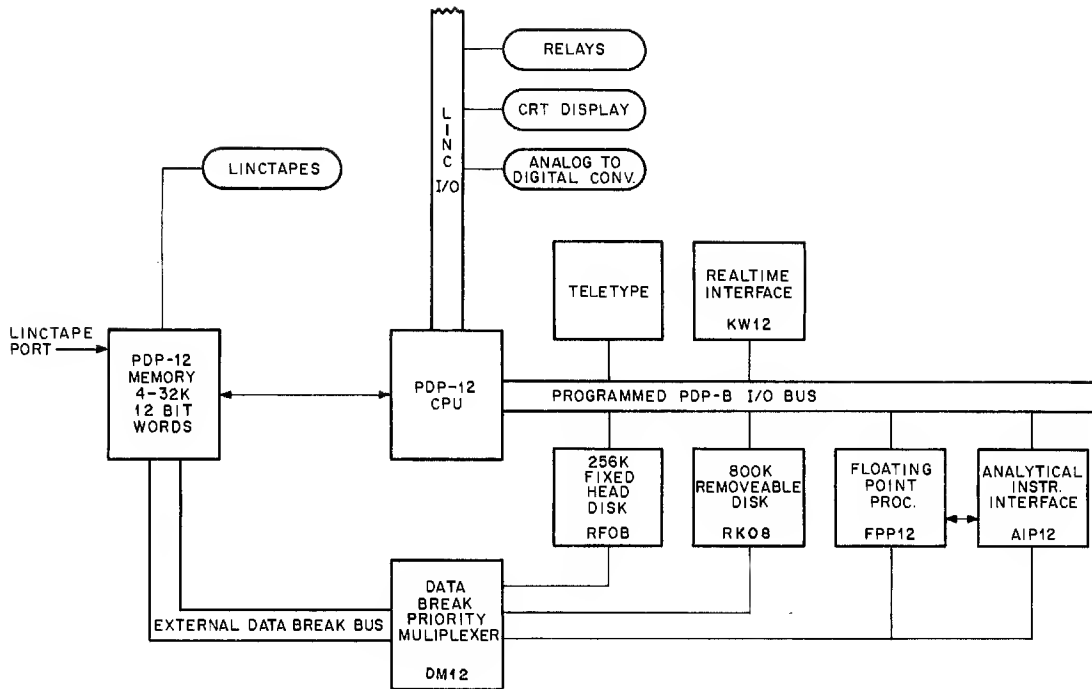 RELAYS
CRT DISPLAY
ANALOG TO
DIGITAL CONV.
LINC
I/O
LINCTAPES
TELETYPE
REALTIME
INTERFACE
KW12
LINCTAPE
PORT
PDP-12
MEMORY
4-32K
12 BIT
WORDS
PDP-12
CPU
PROGRAMMED PDP-B I/O BUS
256K
FIXED
HEAD
DISK
RF0B
800K
REMOVEABLE
DISK
RK08
FLOATING
POINT
PROC.
FPP12
ANALYTICAL
INSTR.
INTERFACE
AIP12
EXTERNAL DATA BREAK BUS
DATA
BREAK
PRIORITY
MULIPLEXER
DM12